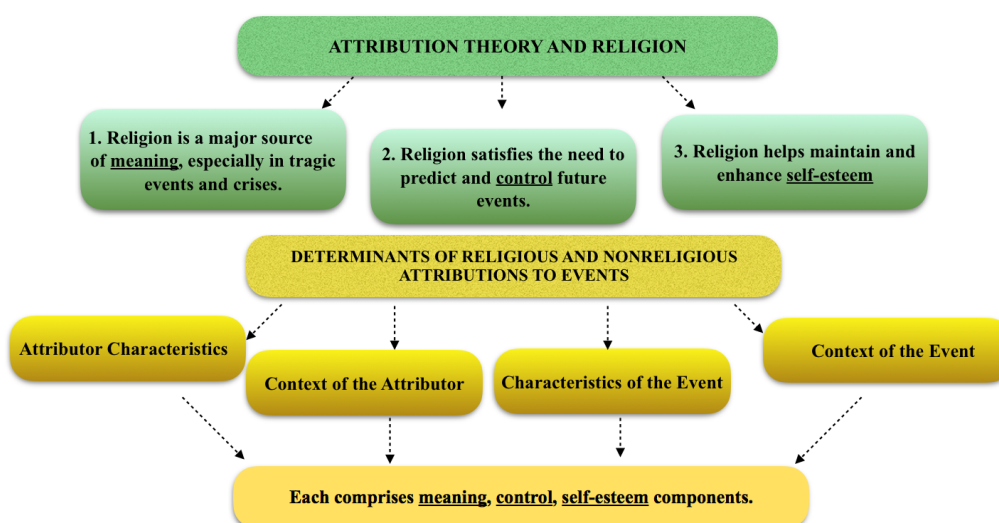 ATTRIBUTION THEORY AND RELIGION
1. Religion is a major source
of meaning, especially in tragic
events and crises.
2. Religion satisfies the need to
predict and control future
events.
3. Religion helps maintain and
enhance self-esteem
DETERMINANTS OF RELIGIOUS AND NONRELIGIOUS
ATTRIBUTIONS TO EVENTS
Attributor Characteristics
Context of the Attributor
Characteristics of the Event
Context of the Event
Each comprises meaning, control, self-esteem components.